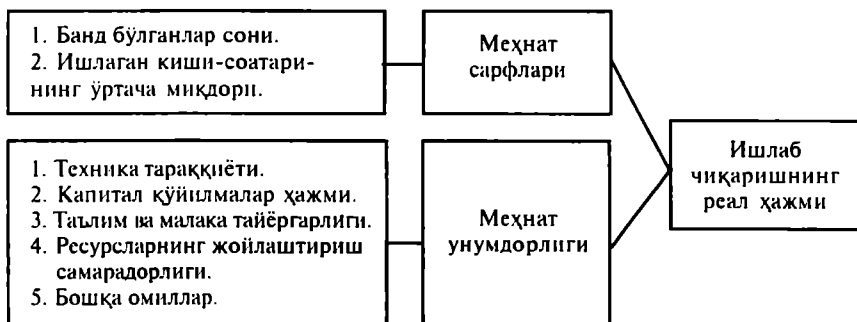 1. Банд бўлганлар сони.
2. Ишлаган киши-соатари-
нинг ўртача миқдори.
Меҳнат
сарфлари
1. Техника тараққиёти.
2. Капитал қўйилмалар ҳажми.
3. Таълим ва малака тайёргарлиги.
4. Ресурсларнинг жойлаштириш
самарадорлиги.
5. Бошқа омиллар.
Меҳнат
унумдорлиги
Ишлаб
чиқаришнинг
реал ҳажми